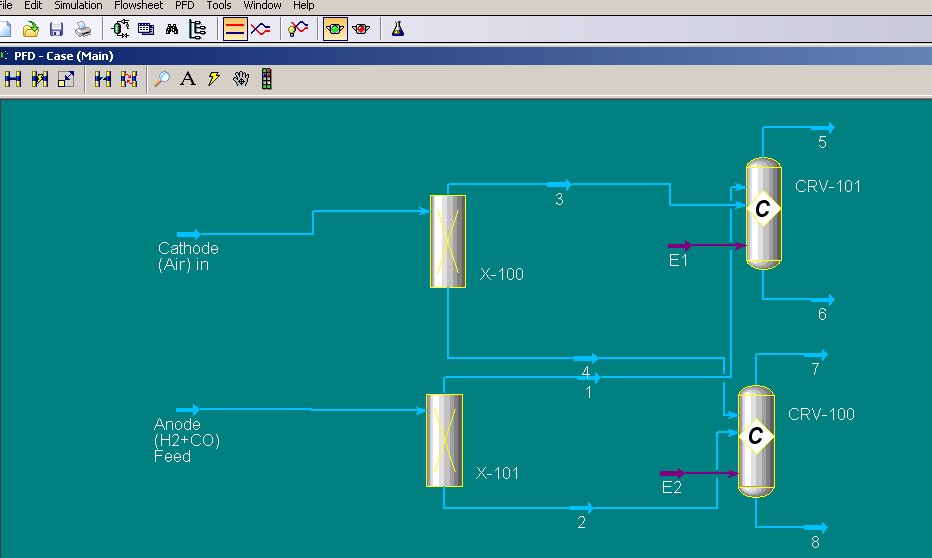 File Edit Simulation Flowsheet PFD Tools Window Help
PFD - Case (Main)
A
5
CRV-101
C
3
Cathode
(Air) in
E1
X-100
6
4
1
7
Anode
(H2+CO)
Feed
CRV-100
C
X-101
E2
2
8